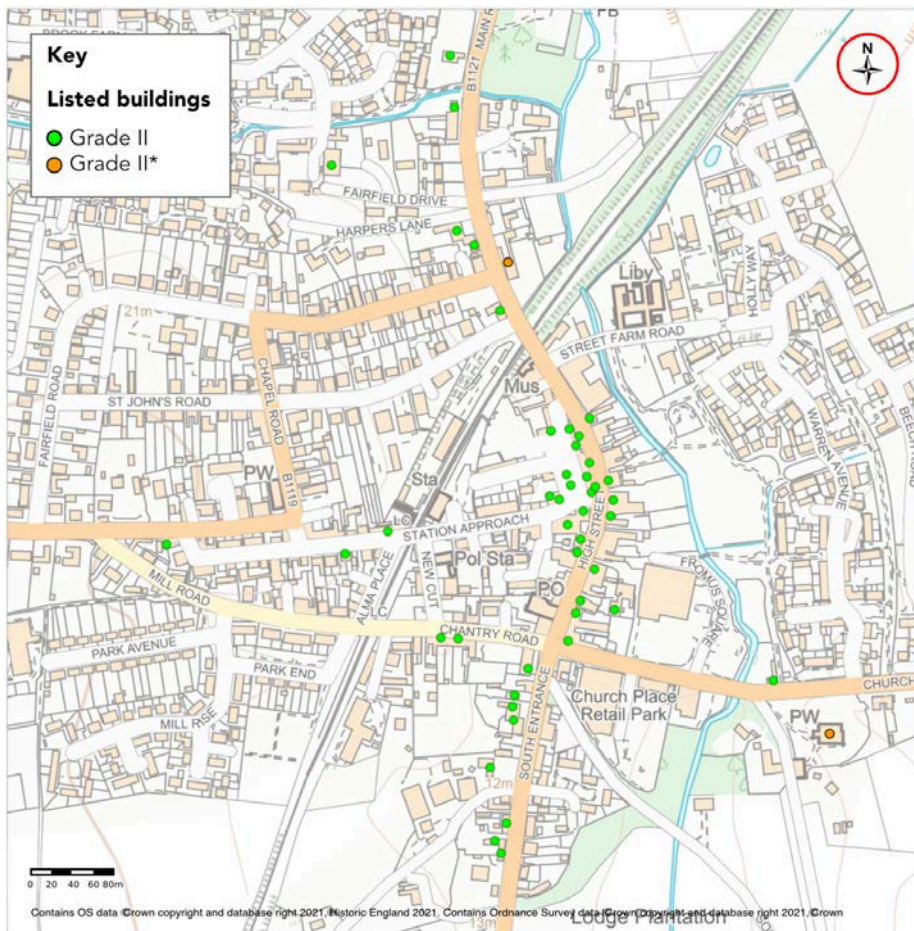 FB
BROOK FARM
B1121 MAIN R
Key
N
Listed buildings
Grade II
Grade II*
FAIRFIELD DRIVE
HARPERS LANE
HOLLY WAY
Liby
21m
STREET FARM ROAD
Mus
ST JOHN'S ROAD
CHAPEL ROAD
FAIRFIELD ROAD
WARREN AVENUE
BEECH
PW
B1119
Sta
LC
STATION APPROACH
HIGH STREET
Pol Sta
NEW CUT
ALMA PLACE
MILL ROAD
PO
FROMUS SQUARE
CHANTRY ROAD
PARK AVENUE
PARK END
CHURCH
SOUTH ENTRANCE
Church Place
Retail Park
PW
MILL RISE
12m
0 20 40 60 80m
Contains OS data ©Crown copyright and database right 2021, Historic England 2021. Contains Ordnance Survey data ©Crown copyright and database right 2021, Crown
Lodge Plantation
13m